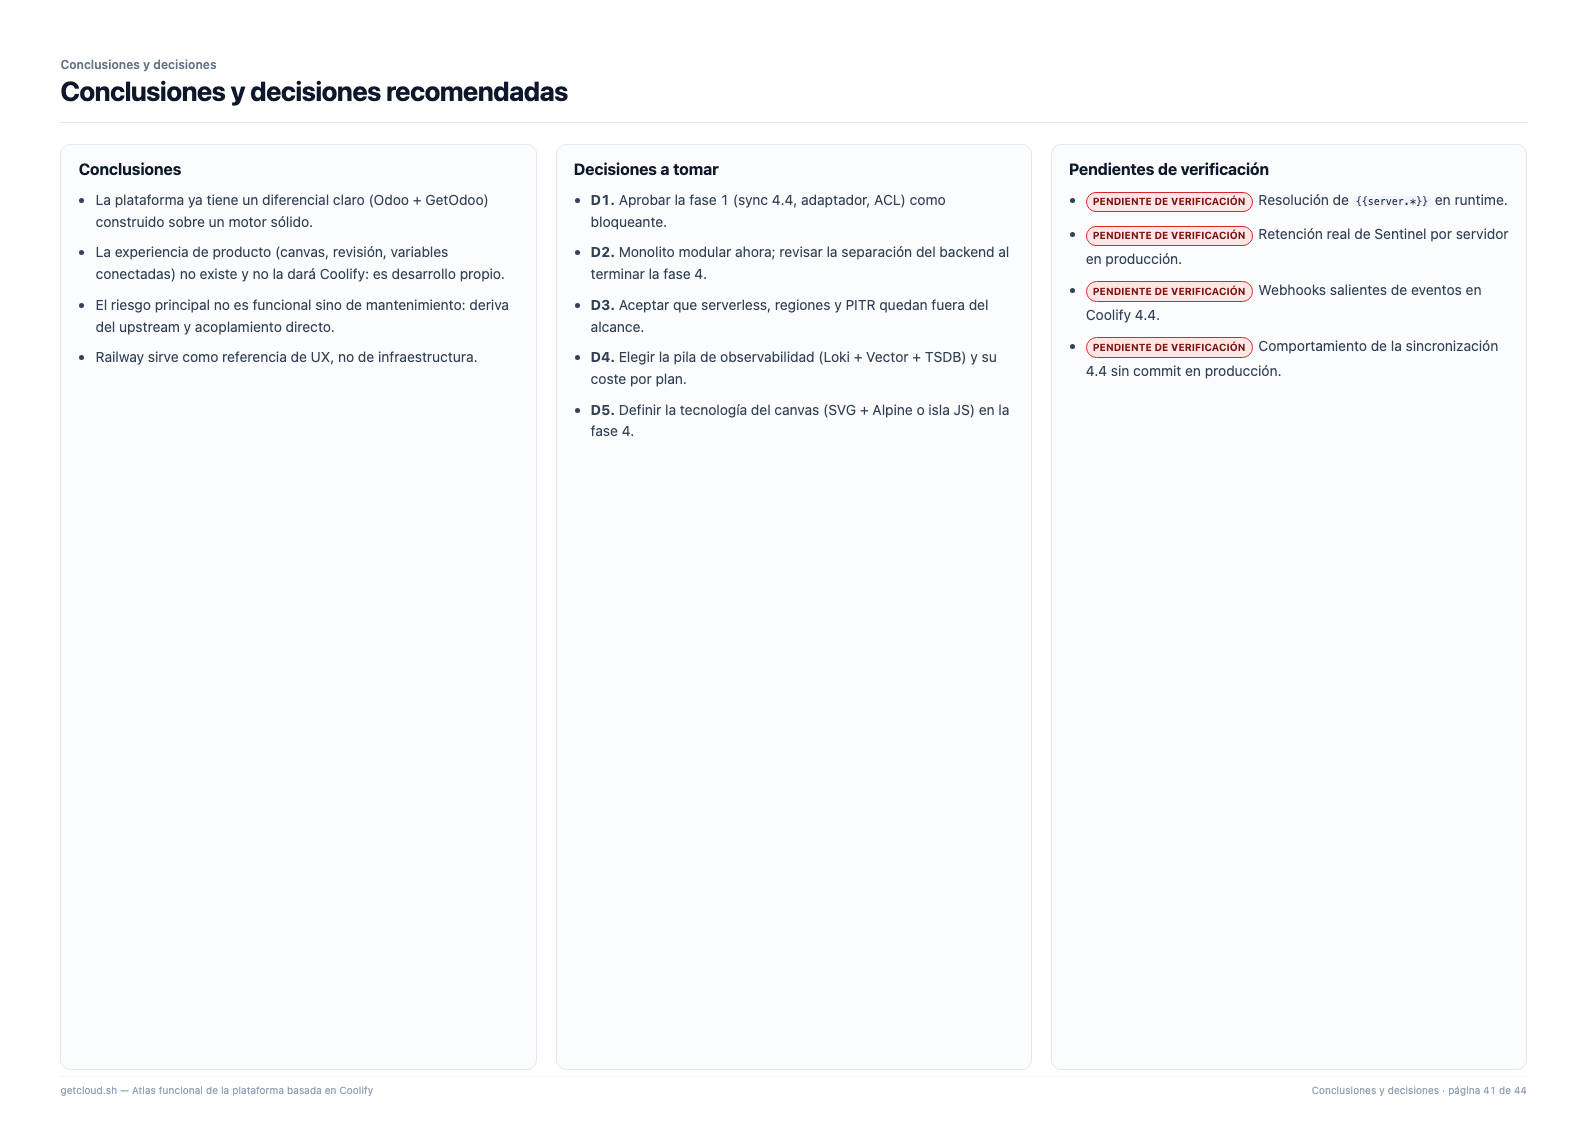 Conclusiones y decisiones
Conclusiones y decisiones recomendadas
Conclusiones
• La plataforma ya tiene un diferencial claro (Odoo + GetOdoo)
construido sobre un motor sólido.
• La experiencia de producto (canvas, revisión, variables
conectadas) no existe y no la dará Coolify: es desarrollo propio.
• El riesgo principal no es funcional sino de mantenimiento: deriva
del upstream y acoplamiento directo.
• Railway sirve como referencia de UX, no de infraestructura.
Decisiones a tomar
• D1. Aprobar la fase 1 (sync 4.4, adaptador, ACL) como
bloqueante.
• D2. Monolito modular ahora; revisar la separación del backend al
terminar la fase 4.
• D3. Aceptar que serverless, regiones y PITR quedan fuera del
alcance.
• D4. Elegir la pila de observabilidad (Loki + Vector + TSDB) y su
coste por plan.
• D5. Definir la tecnología del canvas (SVG + Alpine o isla JS) en la
fase 4.
Pendientes de verificación
• PENDIENTE DE VERIFICACIÓN Resolución de {{server.*}} en runtime.
• PENDIENTE DE VERIFICACIÓN Retención real de Sentinel por servidor
en producción.
• PENDIENTE DE VERIFICACIÓN Webhooks salientes de eventos en
Coolify 4.4.
• PENDIENTE DE VERIFICACIÓN Comportamiento de la sincronización
4.4 sin commit en producción.
getcloud.sh — Atlas funcional de la plataforma basada en Coolify
Conclusiones y decisiones · página 41 de 44